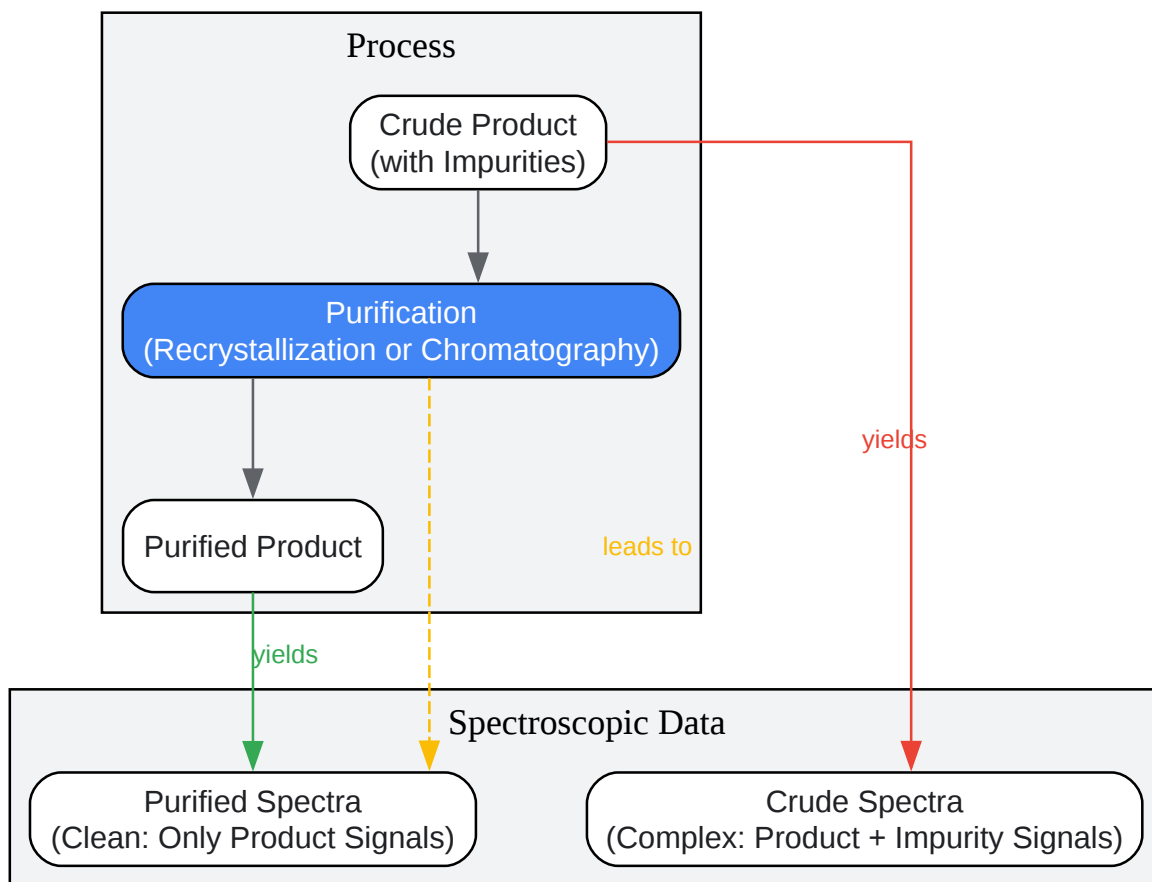 Process
Crude Product
(with Impurities)
Purification
(Recrystallization or Chromatography)
yields
Purified Product
leads to
yields
Spectroscopic Data
Purified Spectra
(Clean: Only Product Signals)
Crude Spectra
(Complex: Product + Impurity Signals)